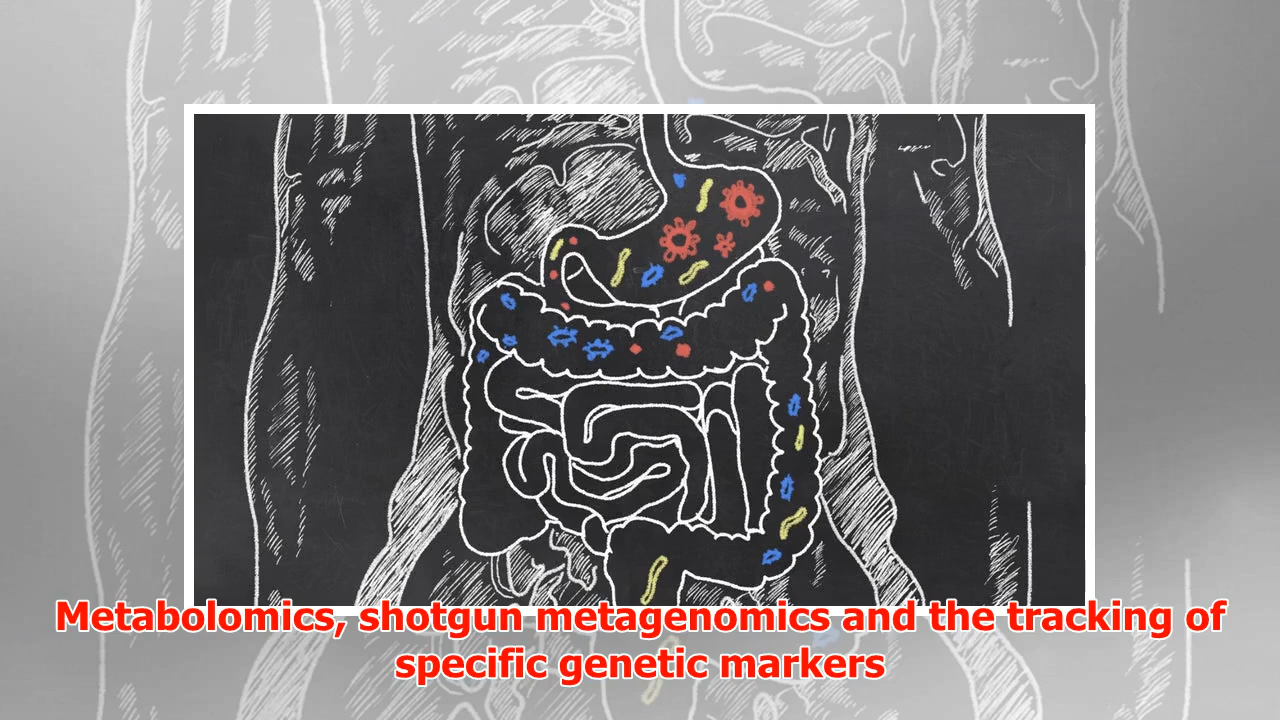 Metabolomics, shotgun metagenomics and the tracking of
specific genetic markers